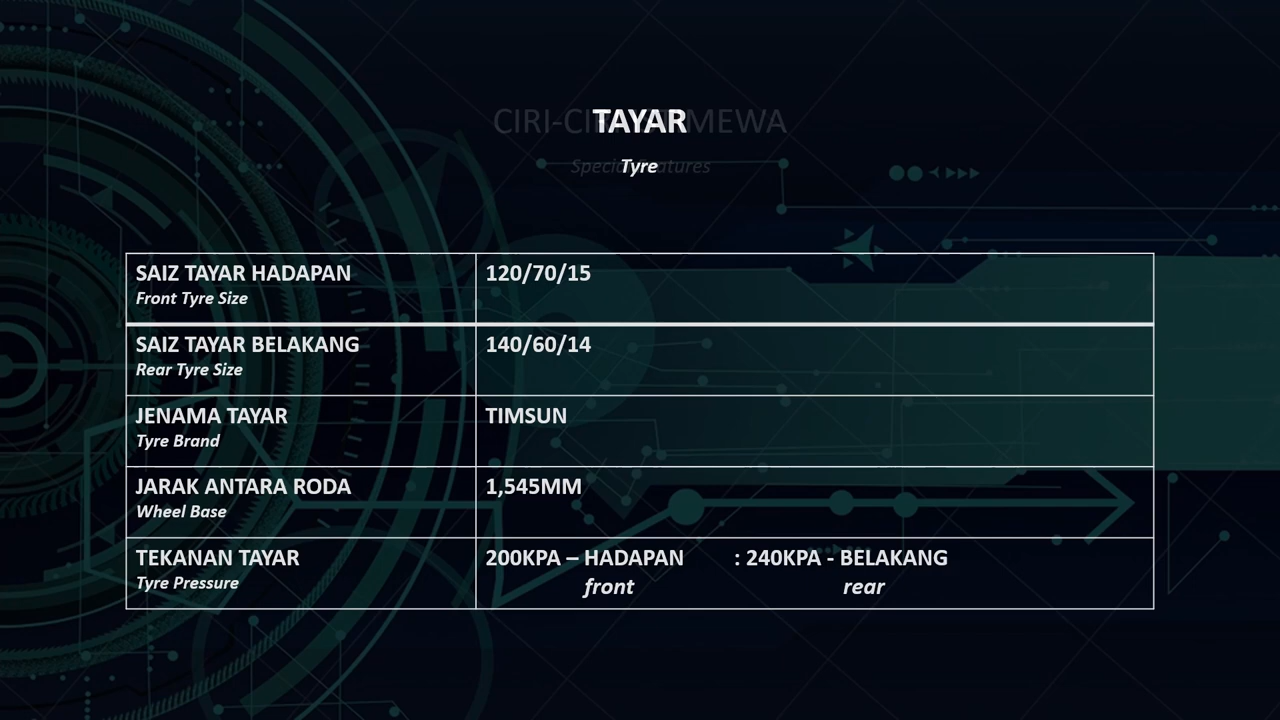 TAYAR
Tyre
SAIZ TAYAR HADAPAN
Front Tyre Size
120/70/15
SAIZ TAYAR BELAKANG
Rear Tyre Size
140/60/14
JENAMA TAYAR
Tyre Brand
TIMSUN
JARAK ANTARA RODA
Wheel Base
1,545MM
TEKANAN TAYAR
Tyre Pressure
200KPA – HADAPAN : 240KPA - BELAKANG
front rear